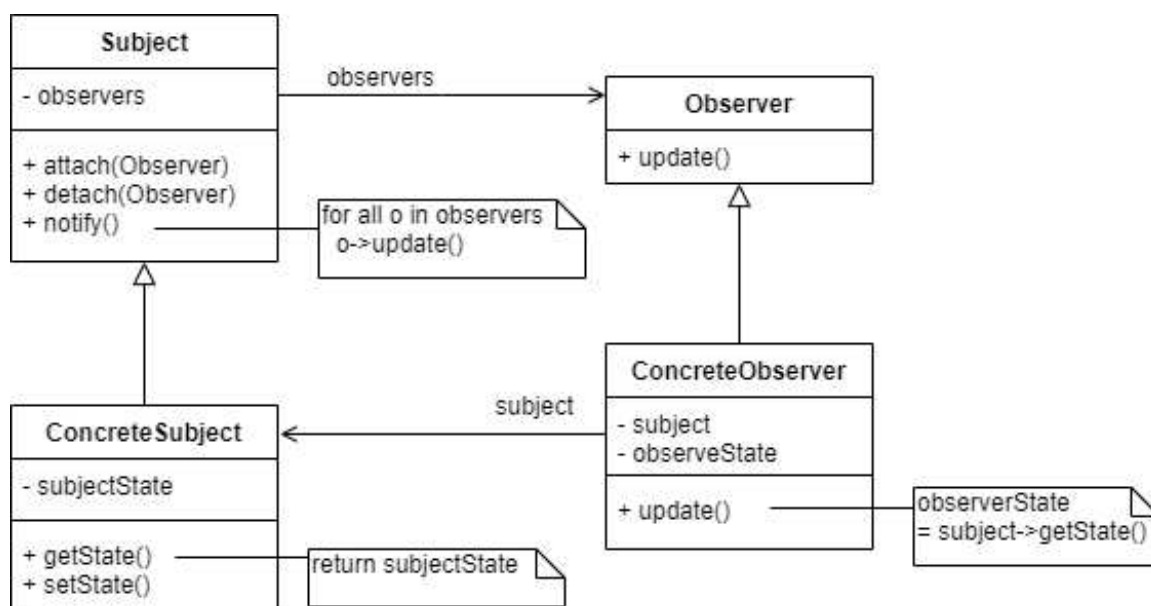 Subject
- observers
+ attach(Observer)
+ detach(Observer)
+ notify()
for all o in observers
o->update()
observers
Observer
+ update()
ConcreteSubject
- subjectState
+ getState()
+ setState()
return subjectState
subject
ConcreteObserver
- subject
- observeState
+ update()
observerState
= subject->getState()